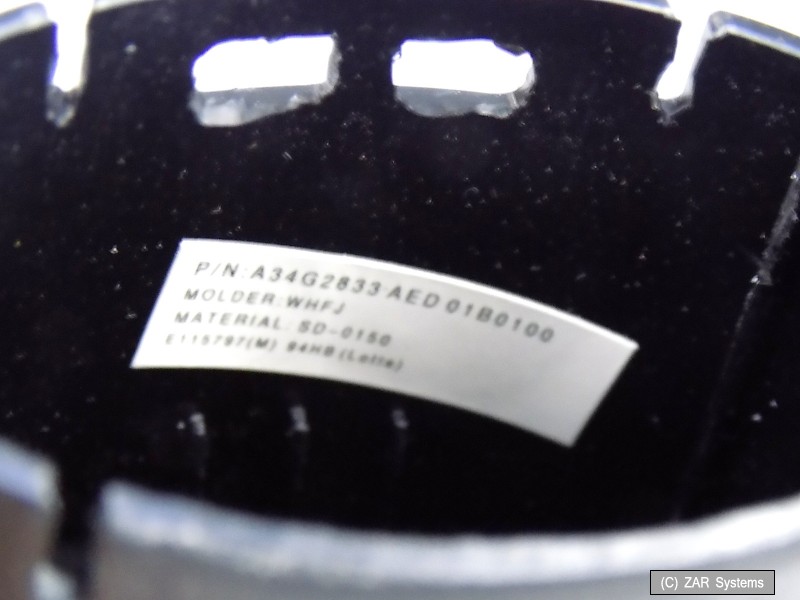 P/N:A34G2833 AED 01B0100
MOLDER:WHFJ
MATERIAL: SD-0150
E115797(M) 94HB (Lotte)
(C) ZAR Systems